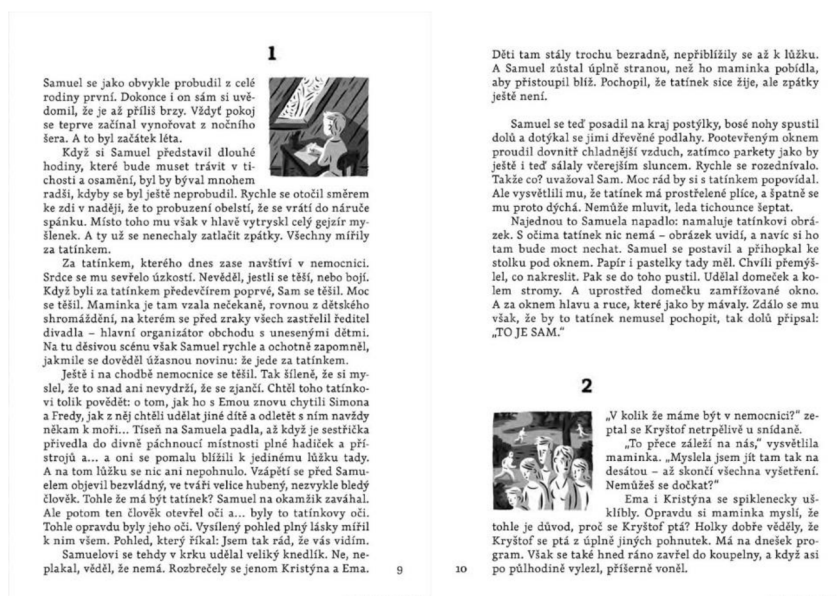 1
Samuel se jako obvykle probudil z celé
rodiny první. Dokonce i on sám si uvě-
domil, že je až příliš brzy. Vždyť pokoj
se teprve začínal vynořovat z nočního
šera. A to byl začátek léta.
Když si Samuel představil dlouhé
hodiny, které bude muset trávit v ti-
chosti a osamění, byl by býval mnohem
radši, kdyby se byl ještě neprobudil. Rychle se otočil směrem
ke zdi v naději, že to probuzení obelstí, že se vrátí do náruče
spánku. Místo toho mu však v hlavě vytryskl celý gejzír my-
šlenek. A ty už se nenechaly zatlačit zpátky. Všechny mířily
za tatínkem.
Za tatínkem, kterého dnes zase navštíví v nemocnici.
Srdce se mu sevřelo úzkostí. Nevěděl, jestli se těší, nebo bojí.
Když byli za tatínkem předevčírem poprvé, Sam se těšil. Moc
se těšil. Maminka je tam vzala nečekaně, rovnou z dětského
shromáždění, na kterém se před zraky všech zastřelil ředitel
divadla – hlavní organizátor obchodu s unesenými dětmi.
Na tu děsivou scénu však Samuel rychle a ochotně zapomněl,
jakmile se dověděl úžasnou novinu: že jede za tatínkem.
Ještě i na chodbě nemocnice se těšil. Tak šíleně, že si my-
slel, že to snad ani nevydrží, že se zjančí. Chtěl toho tatínko-
vi tolik povědět: o tom, jak ho s Emou znovu chytili Simona
a Fredy, jak z něj chtěli udělat jiné dítě a odletět s ním navždy
někam k moři... Tíseň na Samuela padla, až když je sestřička
přivedla do divně páchnoucí místnosti plné hadiček a pří-
strojů a... a oni se pomalu blížili k jedinému lůžku tady.
A na tom lůžku se nic ani nepohnulo. Vzápětí se před Samu-
elem objevil bezvládný, ve tváři velice hubený, nezvykle bledý
člověk. Tohle že má být tatínek? Samuel na okamžik zaváhal.
Ale potom ten člověk otevřel oči a... byly to tatínkovy oči.
Tohle opravdu byly jeho oči. Vysílený pohled plný lásky mířil
k nim všem. Pohled, který říkal: Jsem tak rád, že vás vidím.
Samuelovi se tehdy v krku udělal veliký knedlík. Ne, ne-
plakal, věděl, že nemá. Rozbrečely se jenom Kristýna a Ema.
9
Děti tam stály trochu bezradně, nepřiblížily se až k lůžku.
A Samuel zůstal úplně stranou, než ho maminka pobídla,
aby přistoupil blíž. Pochopil, že tatínek sice žije, ale zpátky
ještě není.
Samuel se teď posadil na kraj postýlky, bosé nohy spustil
dolů a dotýkal se jimi dřevěné podlahy. Pootevřeným oknem
proudil dovnitř chladnější vzduch, zatímco parkety jako by
ještě i teď sálaly včerejším sluncem. Rychle se rozednívalo.
Takže co? uvažoval Sam. Moc rád by si s tatínkem popovídal.
Ale vysvětlili mu, že tatínek má prostřelené plíce, a špatně se
mu proto dýchá. Nemůže mluvit, leda tichounce šeptat.
Najednou to Samuela napadlo: namaluje tatínkovi obrá-
zek. S očima tatínek nic nemá – obrázek uvidí, a navíc si ho
tam bude moct nechat. Samuel se postavil a přihopkal ke
stolku pod oknem. Papír i pastelky tady měl. Chvíli přemýš-
lel, co nakreslit. Pak se do toho pustil. Udělal domeček a ko-
lem stromy. A uprostřed domečku zamřížované okno.
A za oknem hlavu a ruce, které jako by mávaly. Zdálo se mu
však, že by to tatínek nemusel pochopit, tak dolů připsal:
„TO JE SAM.“
2
„V kolik že máme být v nemocnici?“ ze-
ptal se Kryštof netrpělivě u snídaně.
„To přece záleží na nás,“ vysvětlila
maminka. „Myslela jsem jít tam tak na
desátou – až skončí všechna vyšetření.
Nemůžeš se dočkat?“
Ema i Kristýna se spiklenecky uš-
klíbly. Opravdu si maminka myslí, že
tohle je důvod, proč se Kryštof ptá? Holky dobře věděly, že
Kryštof se ptá z úplně jiných pohnutek. Má na dnešek pro-
gram. Však se také hned ráno zavřel do koupelny, a když asi
po půlhodině vylezl, příšerně voněl.
10